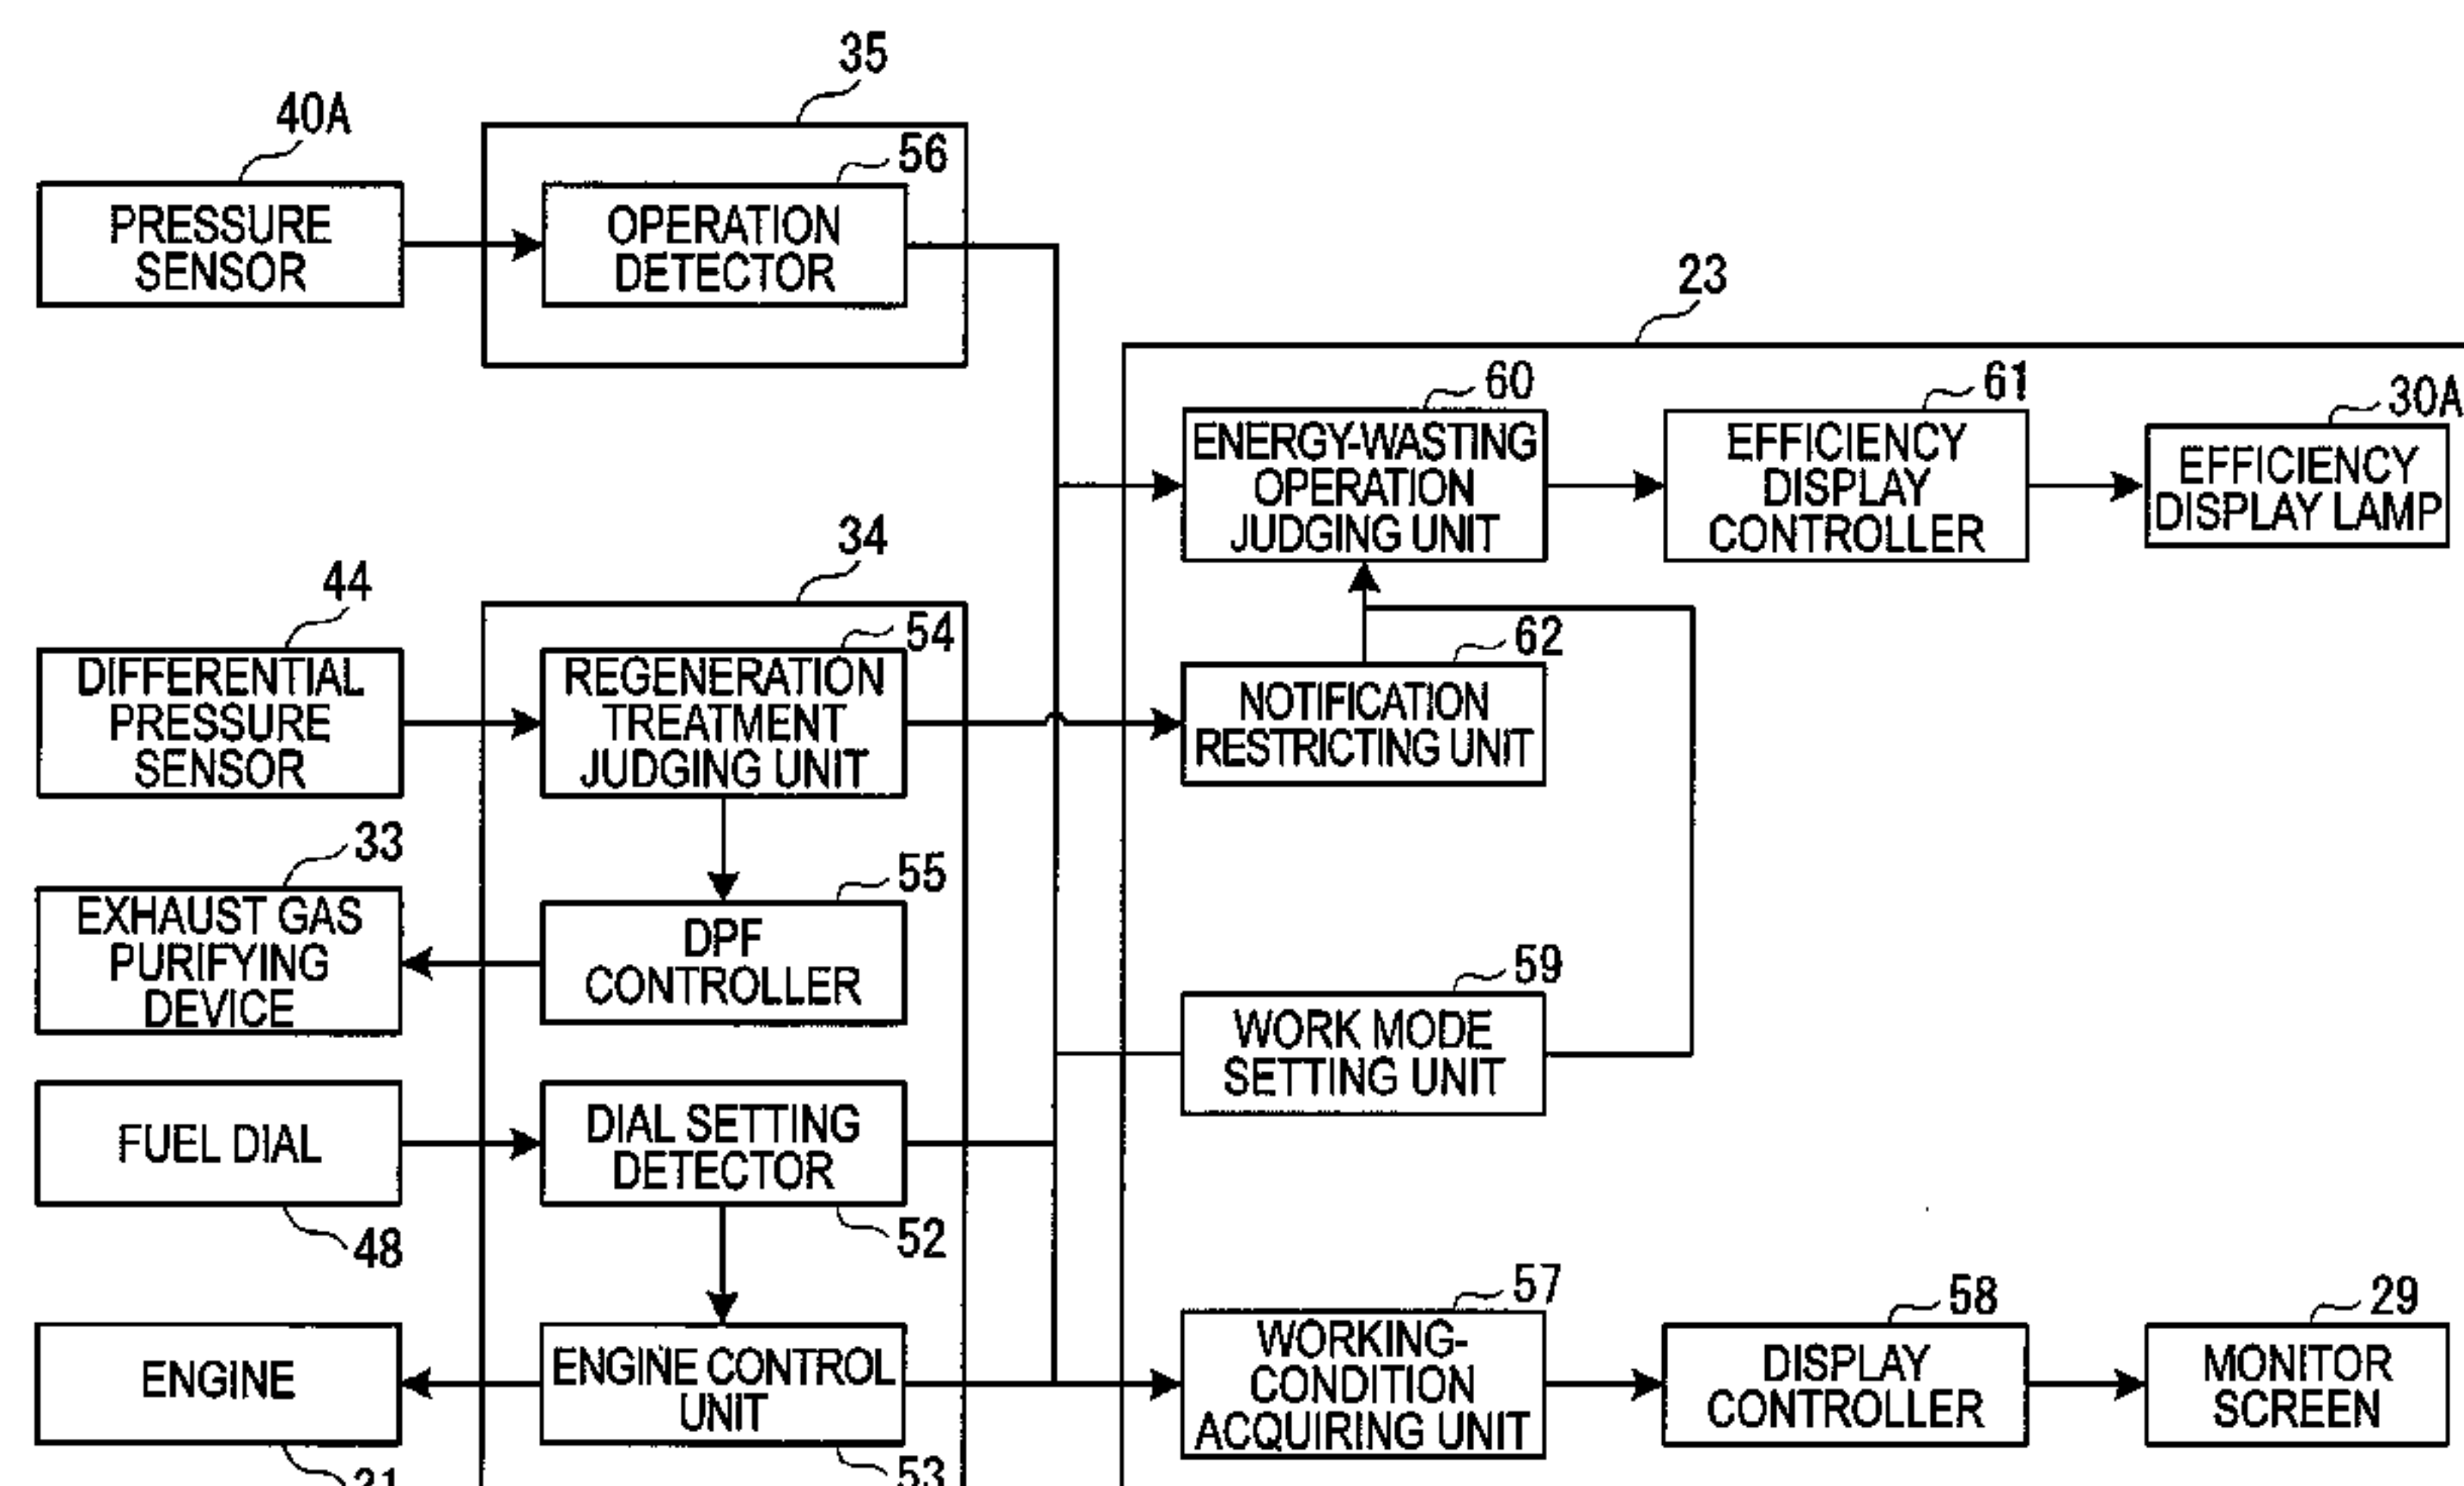 35
40A
56
PRESSURE
SENSOR
OPERATION
DETECTOR
23
60
61
30A
ENERGY-WASTING
OPERATION
JUDGING UNIT
EFFICIENCY
DISPLAY
CONTROLLER
EFFICIENCY
DISPLAY LAMP
34
44
54
62
DIFFERENTIAL
PRESSURE
SENSOR
REGENERATION
TREATMENT
JUDGING UNIT
NOTIFICATION
RESTRICTING UNIT
33
55
EXHAUST GAS
PURIFYING
DEVICE
DPF
CONTROLLER
59
WORK MODE
SETTING UNIT
FUEL DIAL
DIAL SETTING
DETECTOR
48
52
57
58
29
ENGINE
ENGINE CONTROL
UNIT
WORKING-
CONDITION
ACQUIRING UNIT
DISPLAY
CONTROLLER
MONITOR
SCREEN
53